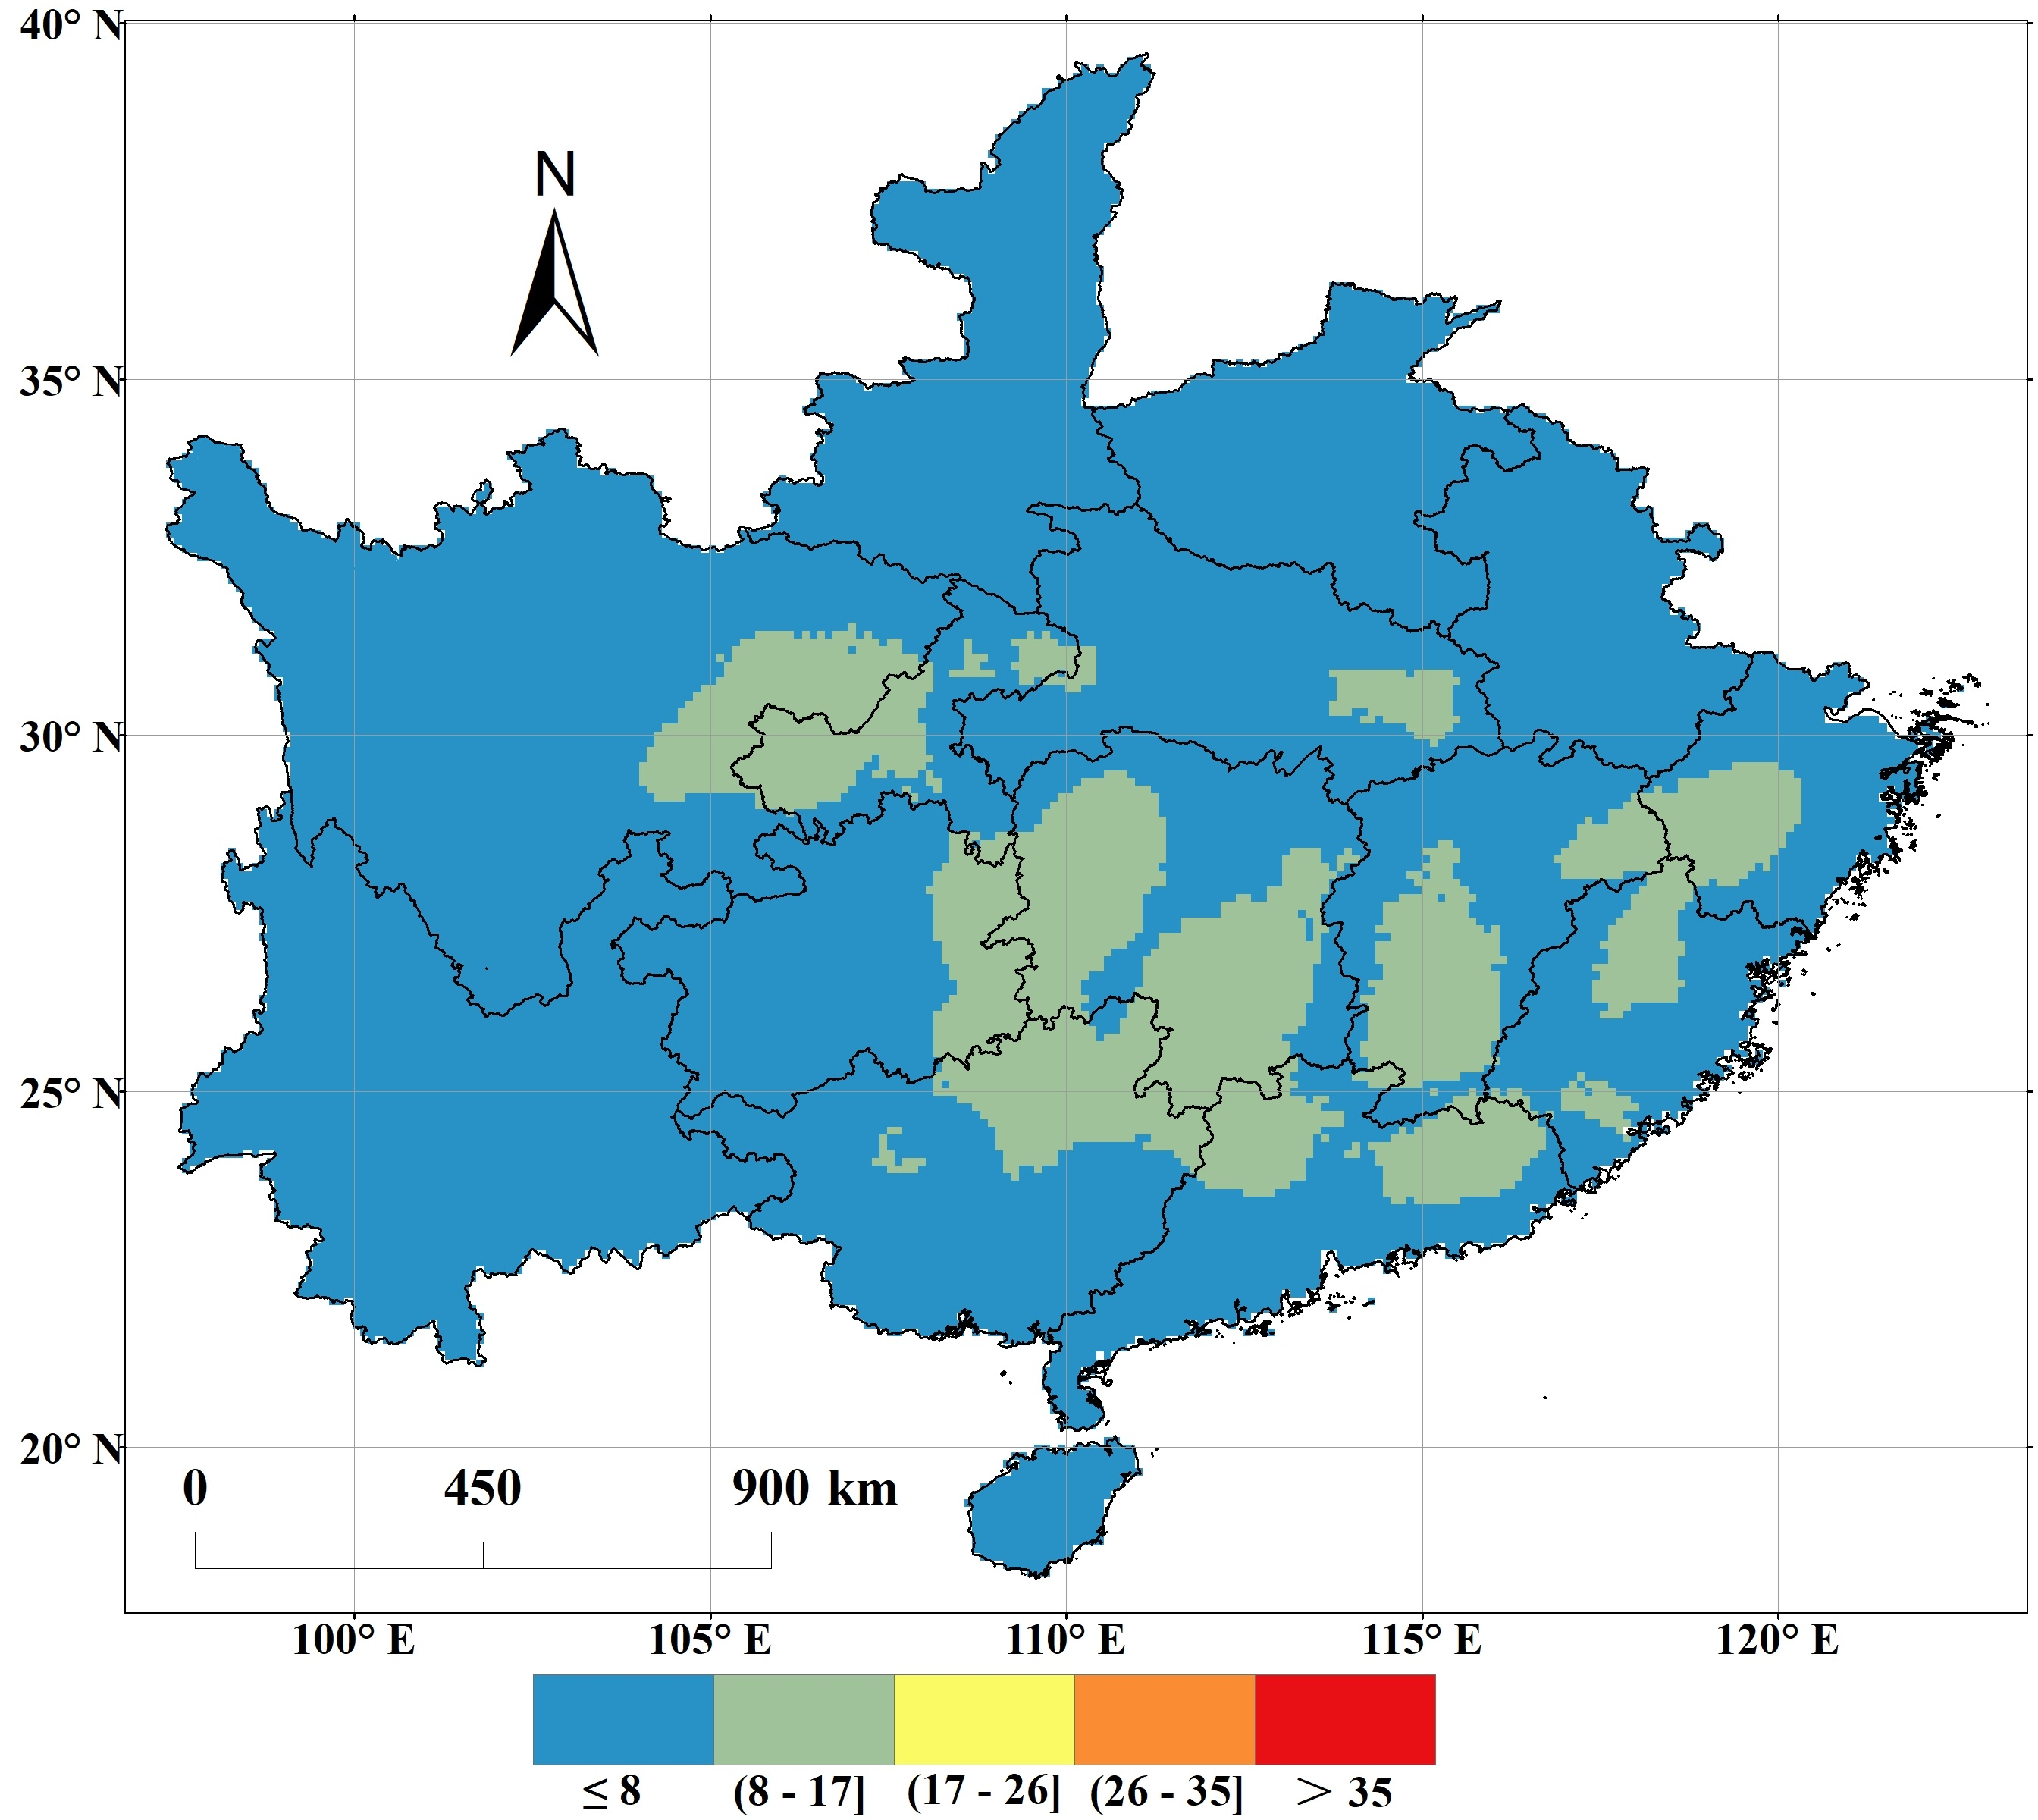 40° N
N
35° N
30° N
25° N
20° N
0 450 900 km
100° E 105° E 110° E 115° E 120° E
≤ 8 (8 - 17] (17 - 26] (26 - 35] > 35